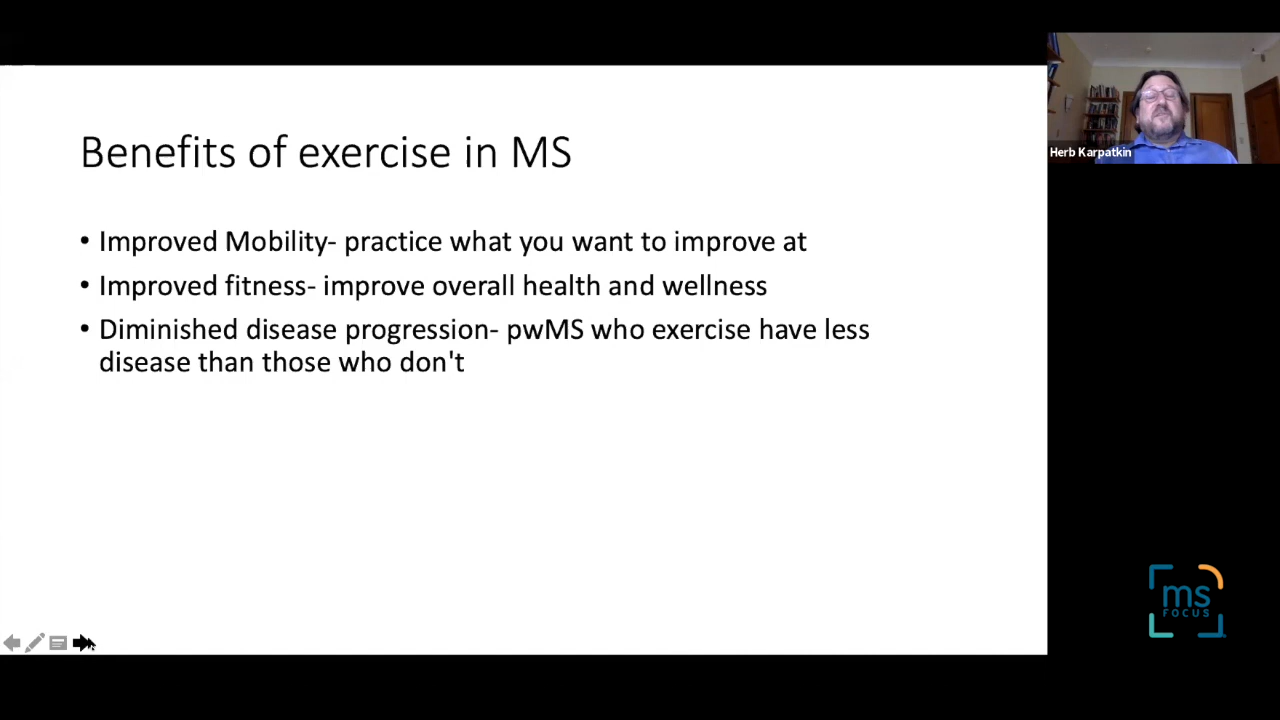 Benefits of exercise in MS
• Improved Mobility- practice what you want to improve at
• Improved fitness- improve overall health and wellness
• Diminished disease progression- pwMS who exercise have less
disease than those who don't
Herb Karpatkin
ms
FOCUS